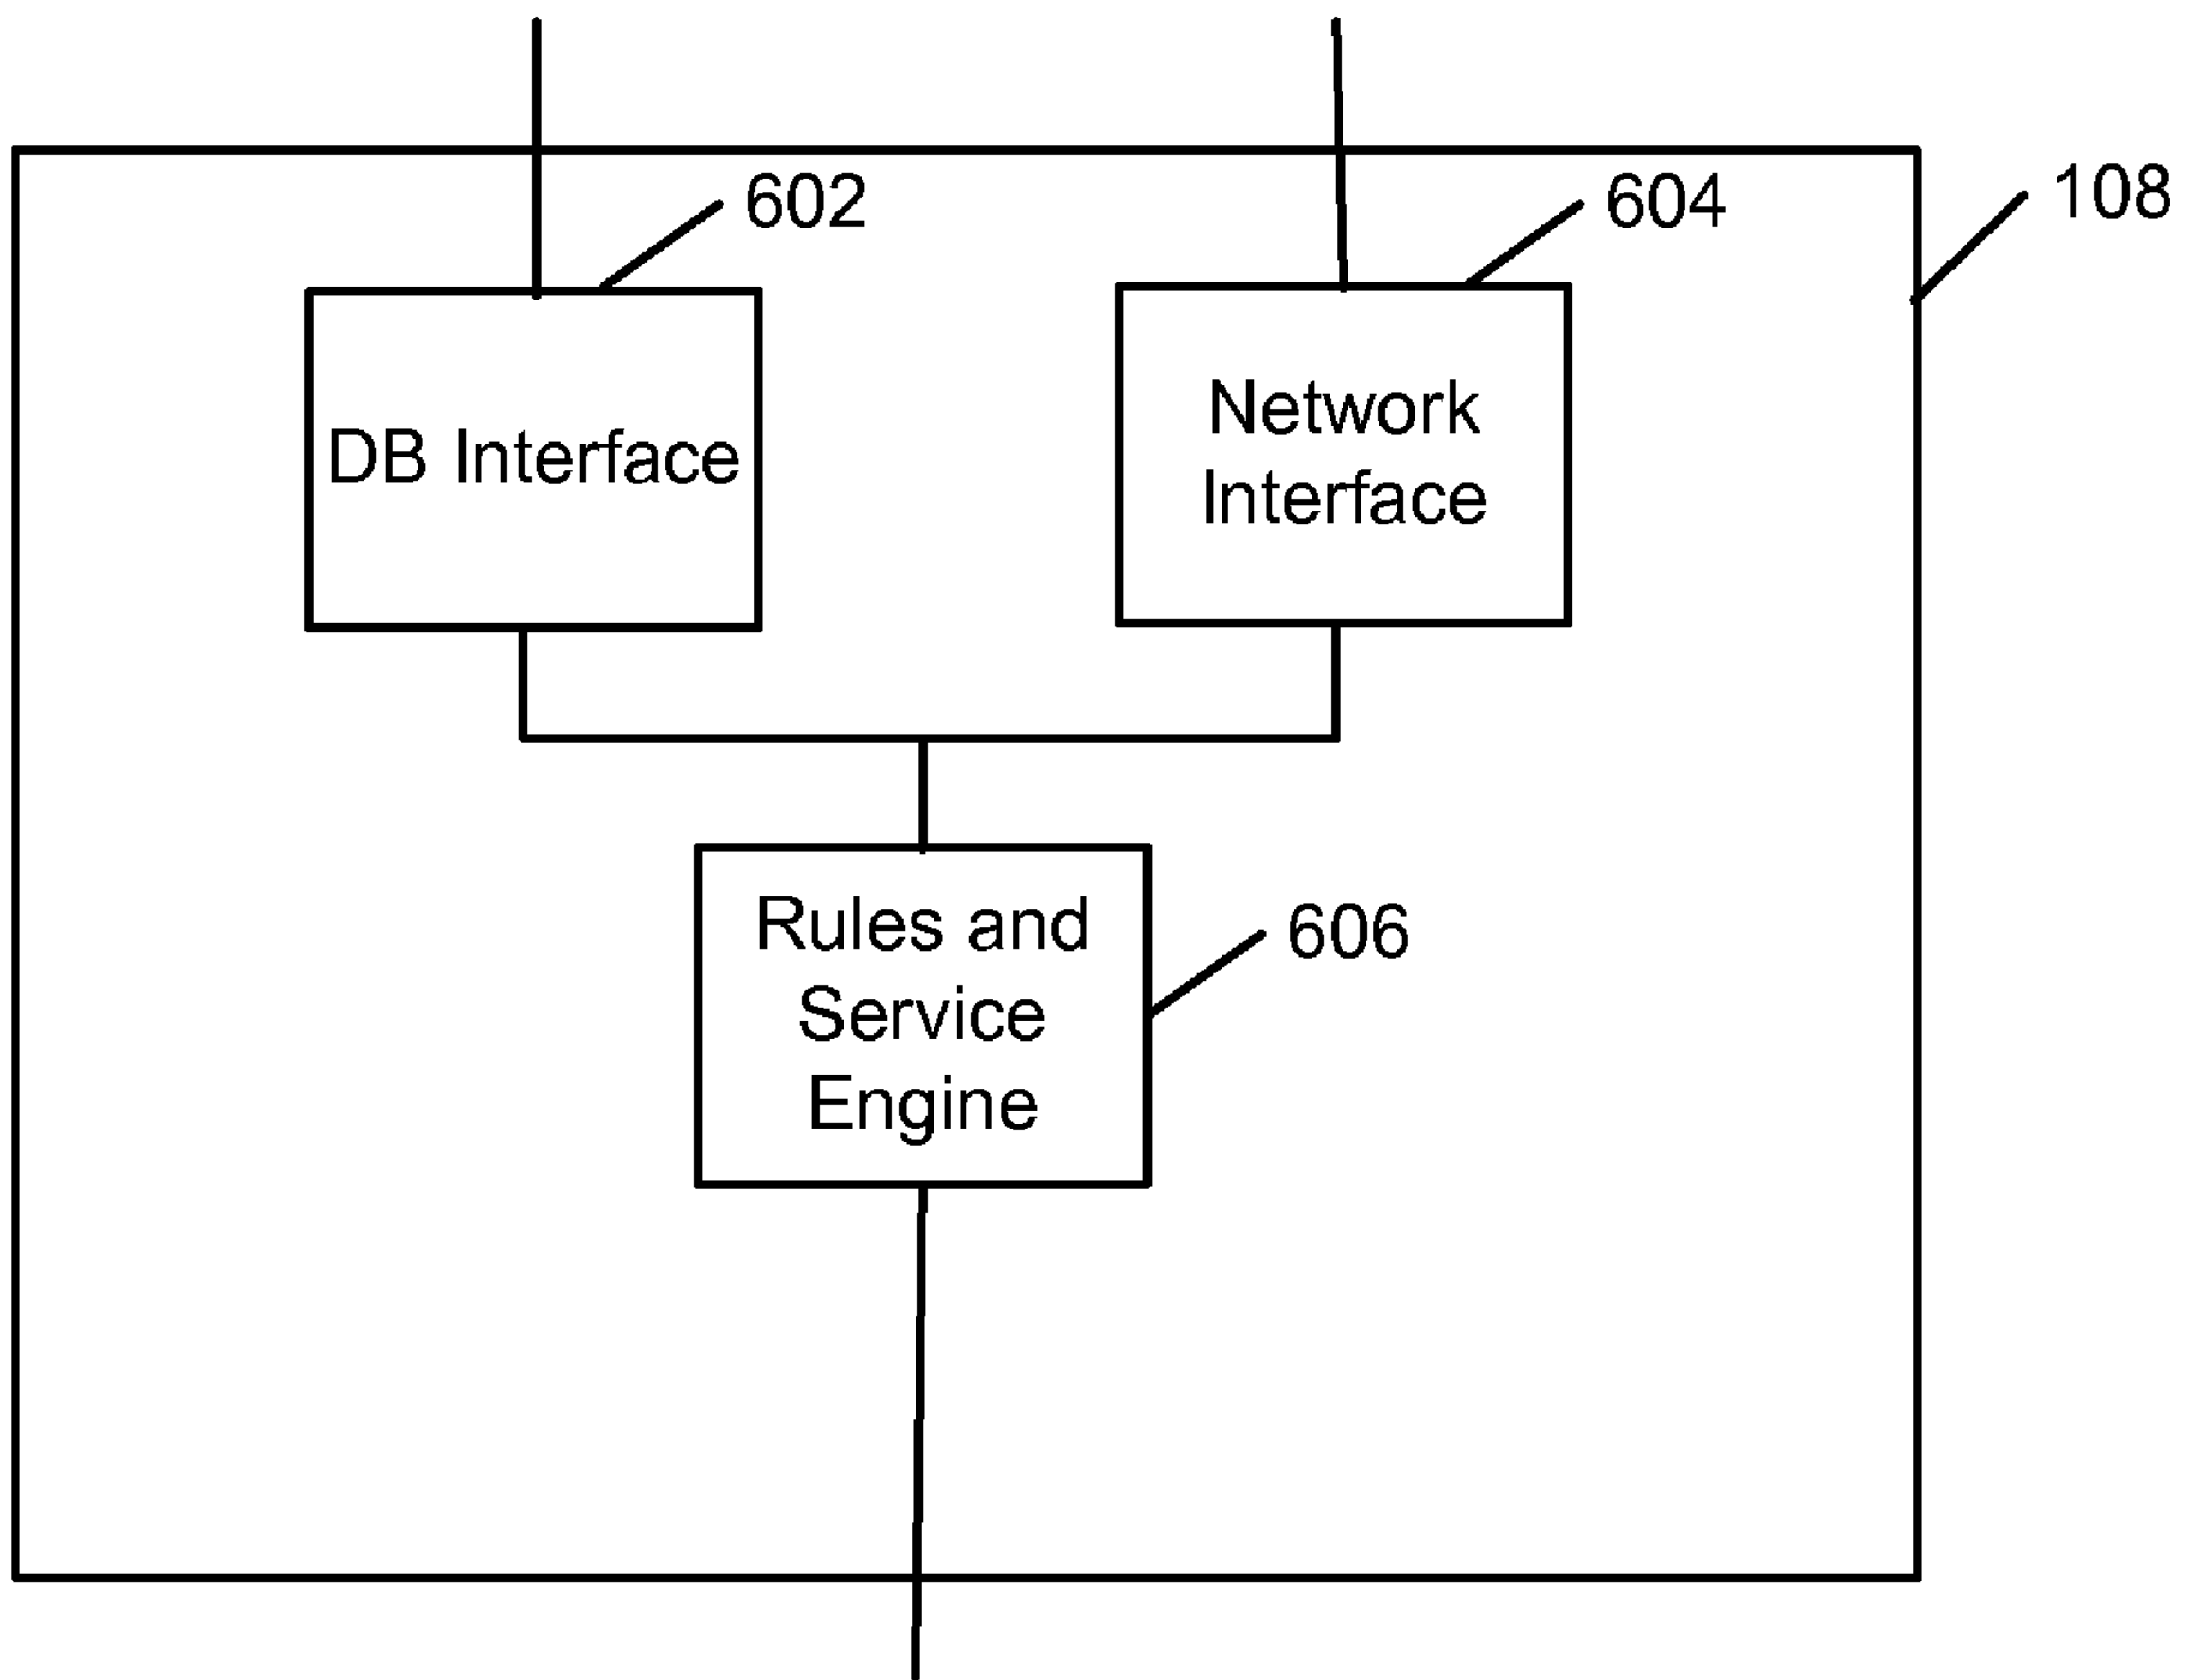 602
604
108
DB Interface
Network
Interface
Rules and
Service
Engine
606